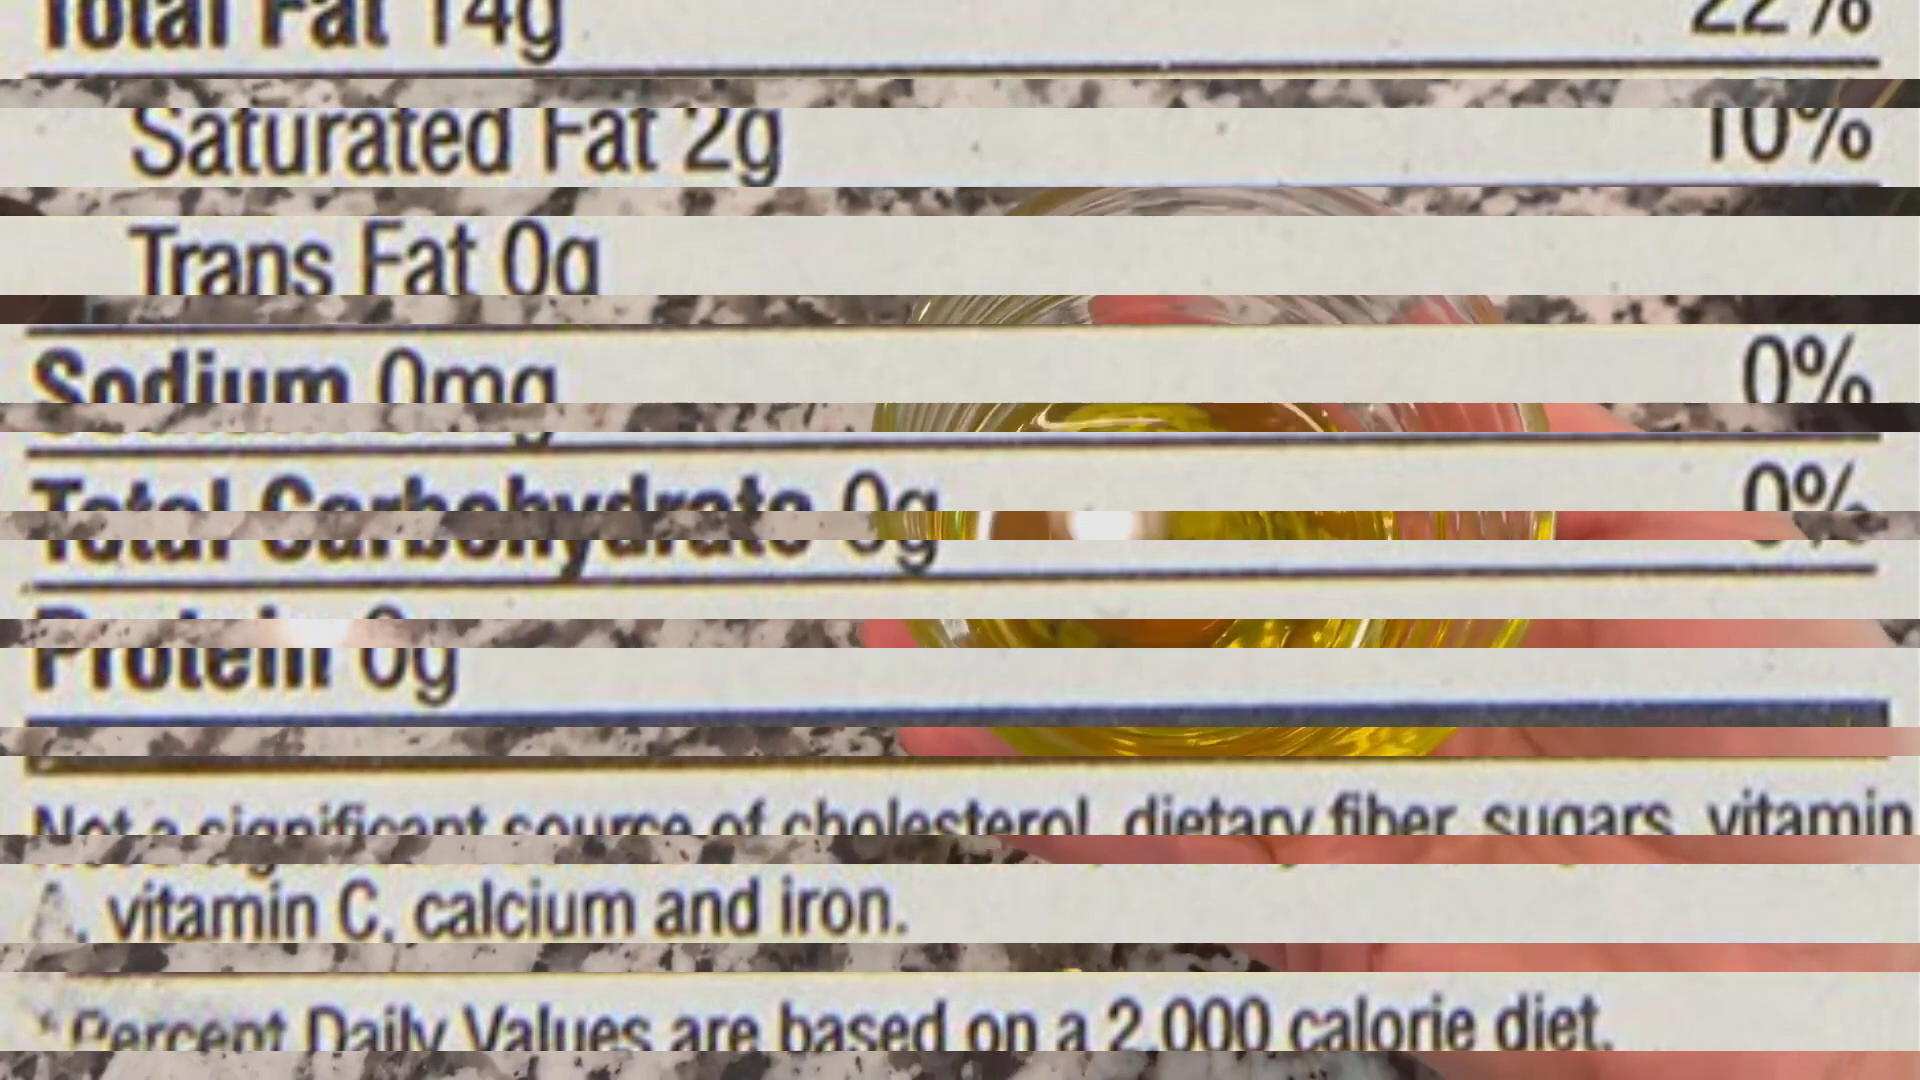 Total Fat 14g 22%
Saturated Fat 2g 10%
Trans Fat 0g
Sodium 0mg 0%
Total Carbohydrate 0g 0%
Protein 0g
Not a significant source of cholesterol, dietary fiber, sugars, vitamin
A, vitamin C, calcium and iron.
* Percent Daily Values are based on a 2,000 calorie diet.